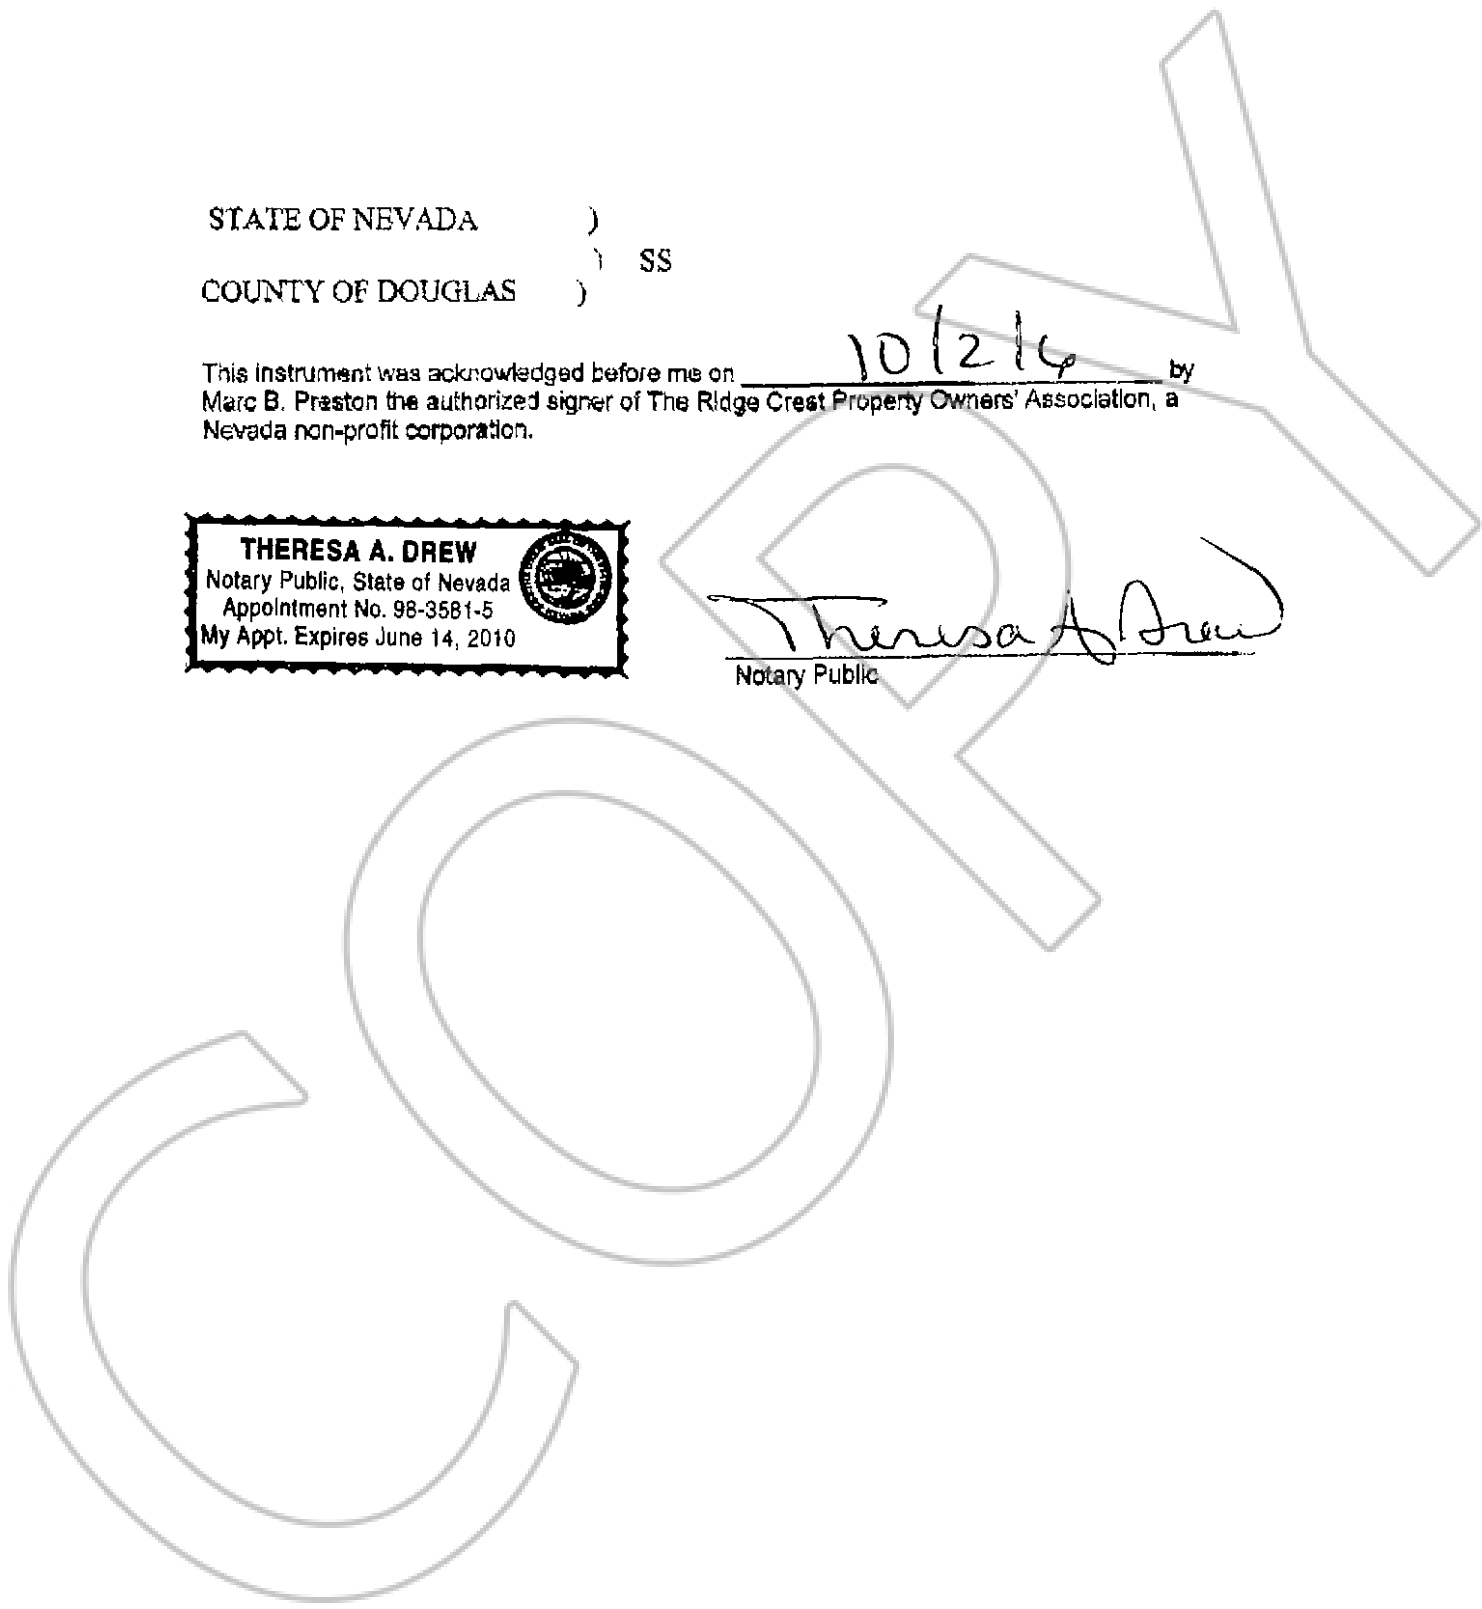 STATE OF NEVADA )
) SS
COUNTY OF DOUGLAS )
This instrument was acknowledged before me on 10/2/6 by
Marc B. Preston the authorized signer of The Ridge Crest Property Owners' Association, a
Nevada non-profit corporation.
THERESA A. DREW
Notary Public, State of Nevada
Appointment No. 98-3581-5
My Appt. Expires June 14, 2010
Theresa A Drew
Notary Public
COPY